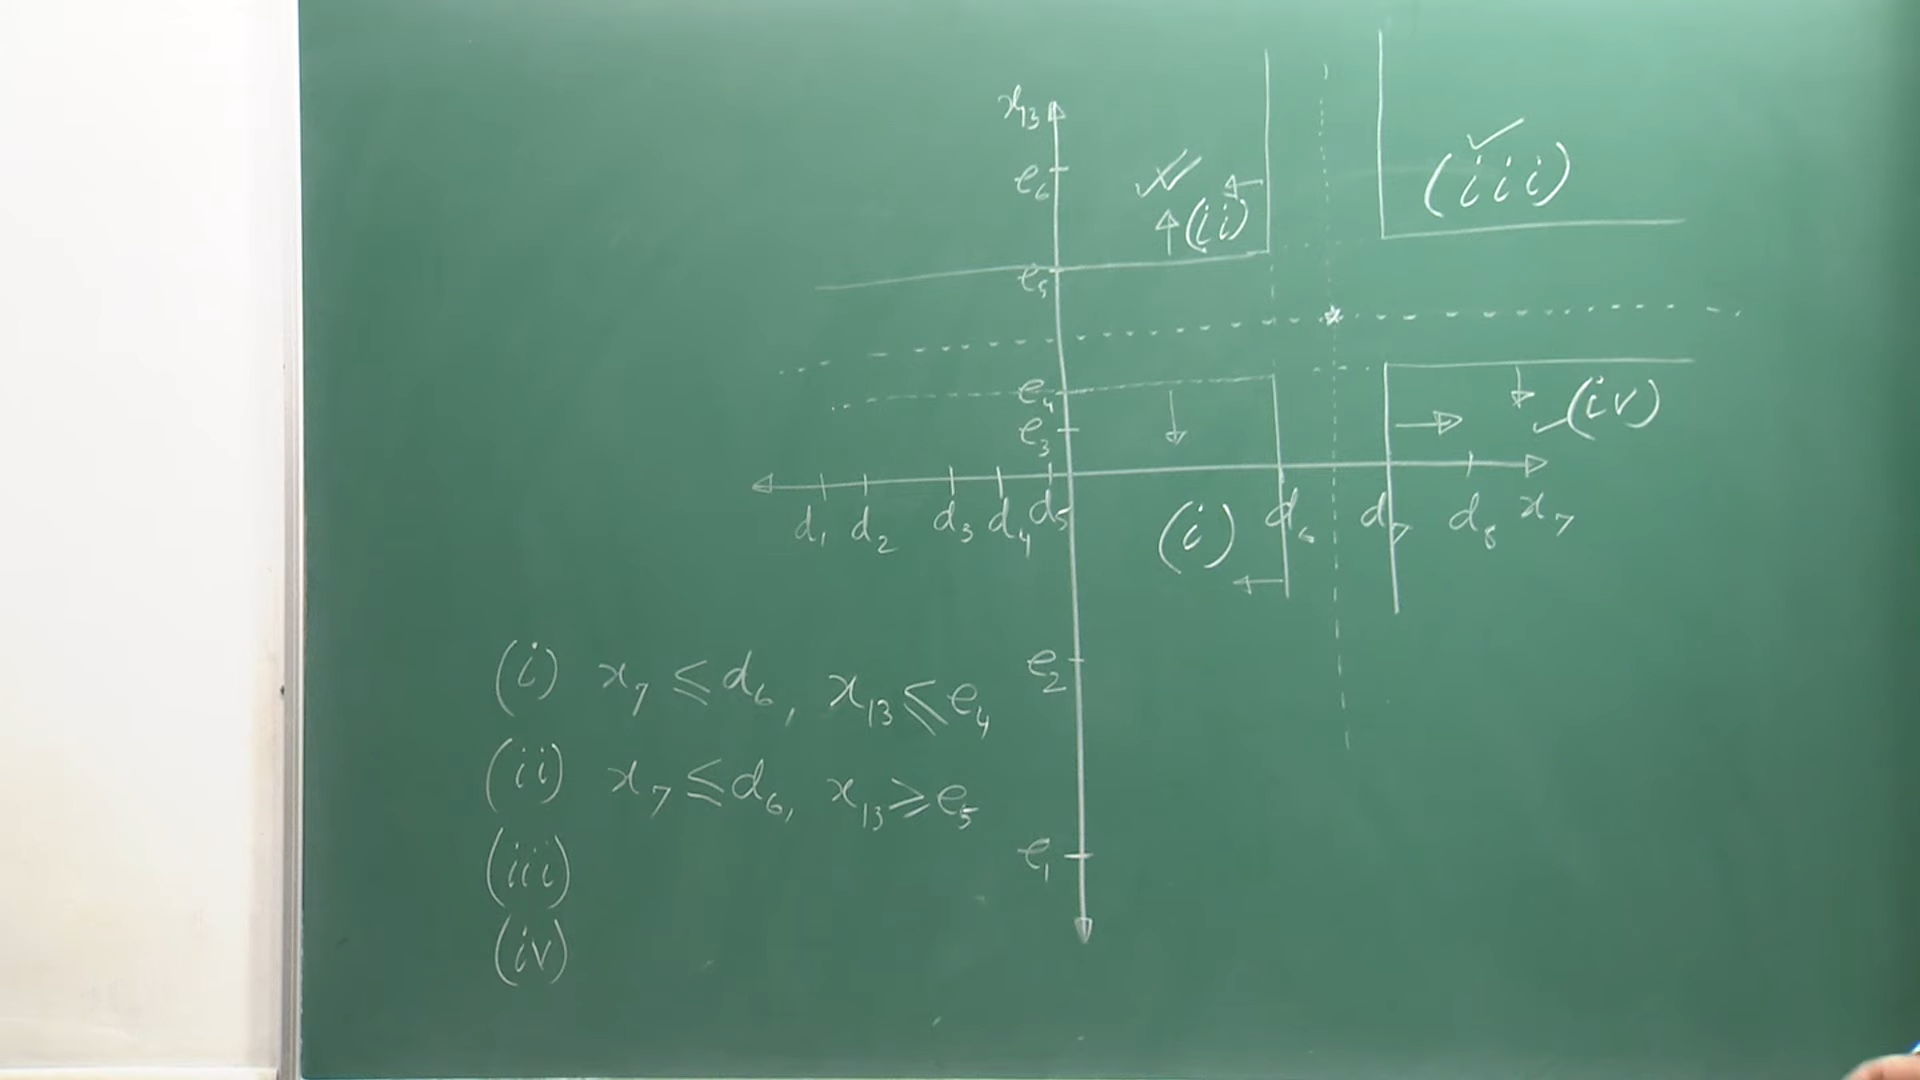 x₁₃
e₆
(ii)
(iii)
e₅
e₄
(iv)
e₃
d₁ d₂ d₃ d₄ d₅ (i) d₆ d₇ d₈ x₇
e₂
(i) x₇ ≤ d₆, x₁₃ ≤ e₄
(ii) x₇ ≤ d₆, x₁₃ ≥ e₅
e₁
(iii)
(iv)